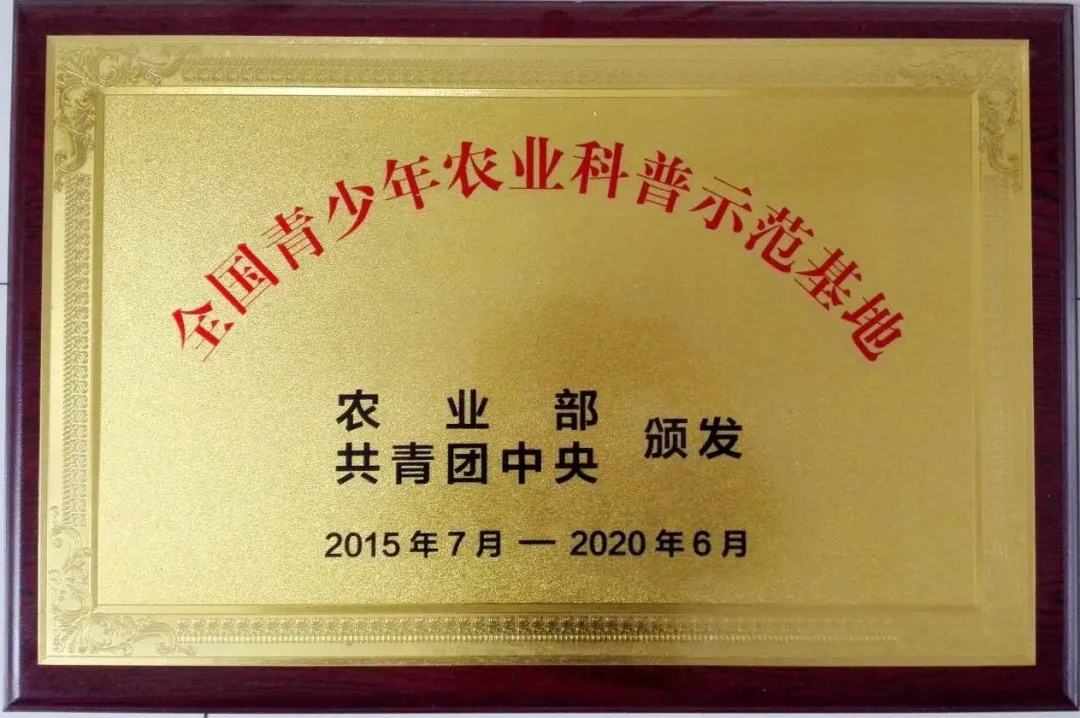 全国青少年农业科普示范基地
农业部
共青团中央 颁发
2015年7月—2020年6月